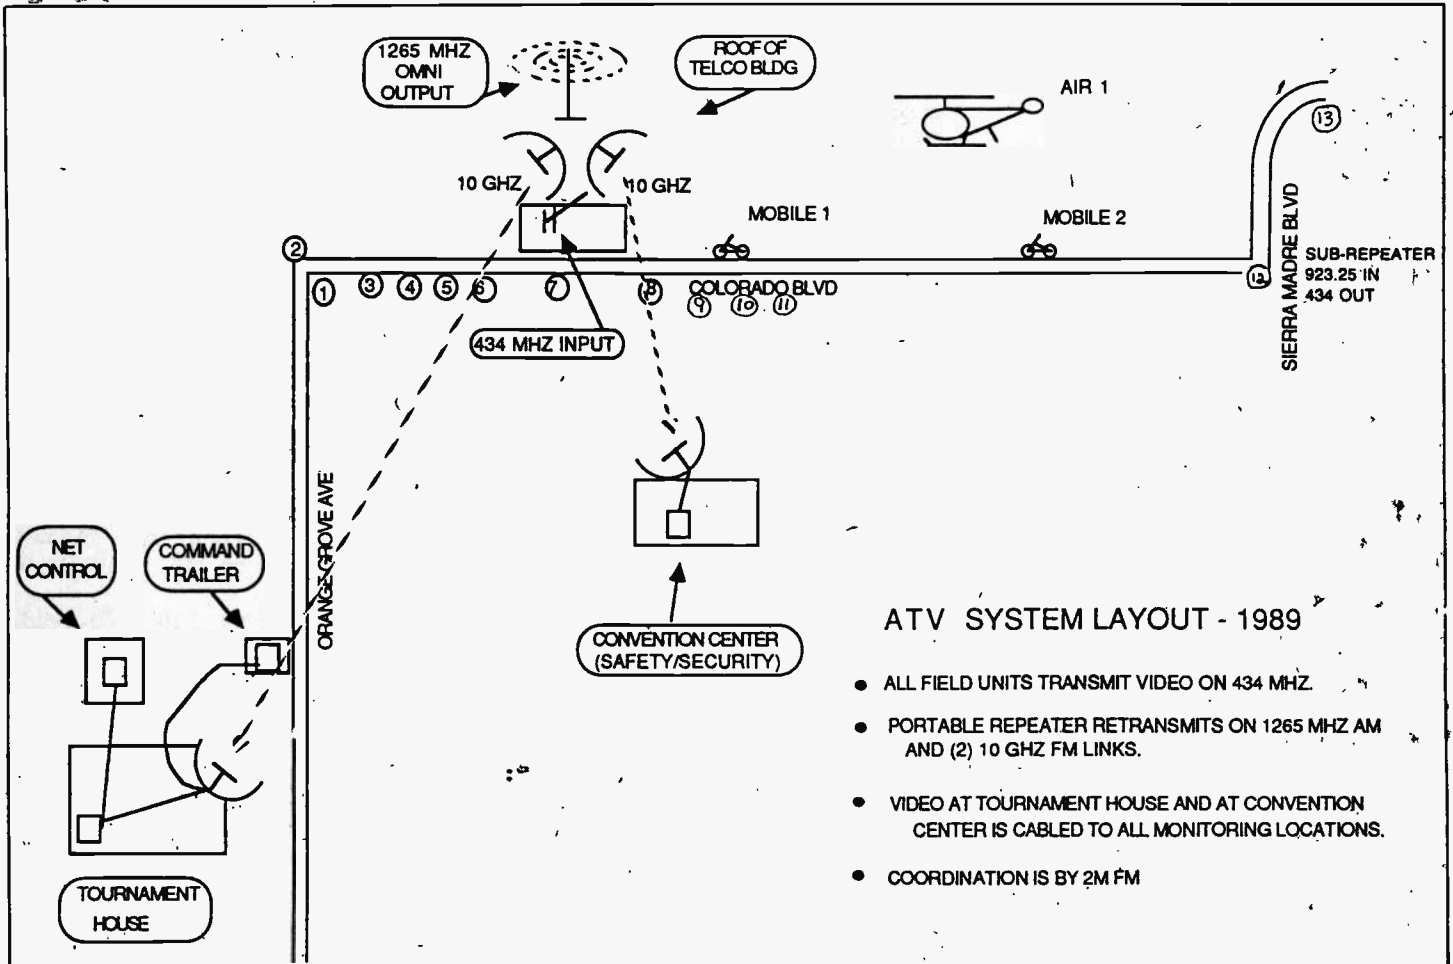 1265 MHZ
OMNI
OUTPUT
ROOF OF
TELCO BLDG
AIR 1
13
10 GHZ
10 GHZ
MOBILE 1
MOBILE 2
SIERRA MADRE BLVD
SUB-REPEATER
923.25 IN
434 OUT
2
1
3
4
5
6
7
8
COLORADO BLVD
9
10
11
12
434 MHZ INPUT
ORANGE GROVE AVE
NET
CONTROL
COMMAND
TRAILER
CONVENTION CENTER
(SAFETY/SECURITY)
TOURNAMENT
HOUSE
ATV SYSTEM LAYOUT - 1989
● ALL FIELD UNITS TRANSMIT VIDEO ON 434 MHZ.
● PORTABLE REPEATER RETRANSMITS ON 1265 MHZ AM
AND (2) 10 GHZ FM LINKS.
● VIDEO AT TOURNAMENT HOUSE AND AT CONVENTION
CENTER IS CABLED TO ALL MONITORING LOCATIONS.
● COORDINATION IS BY 2M FM